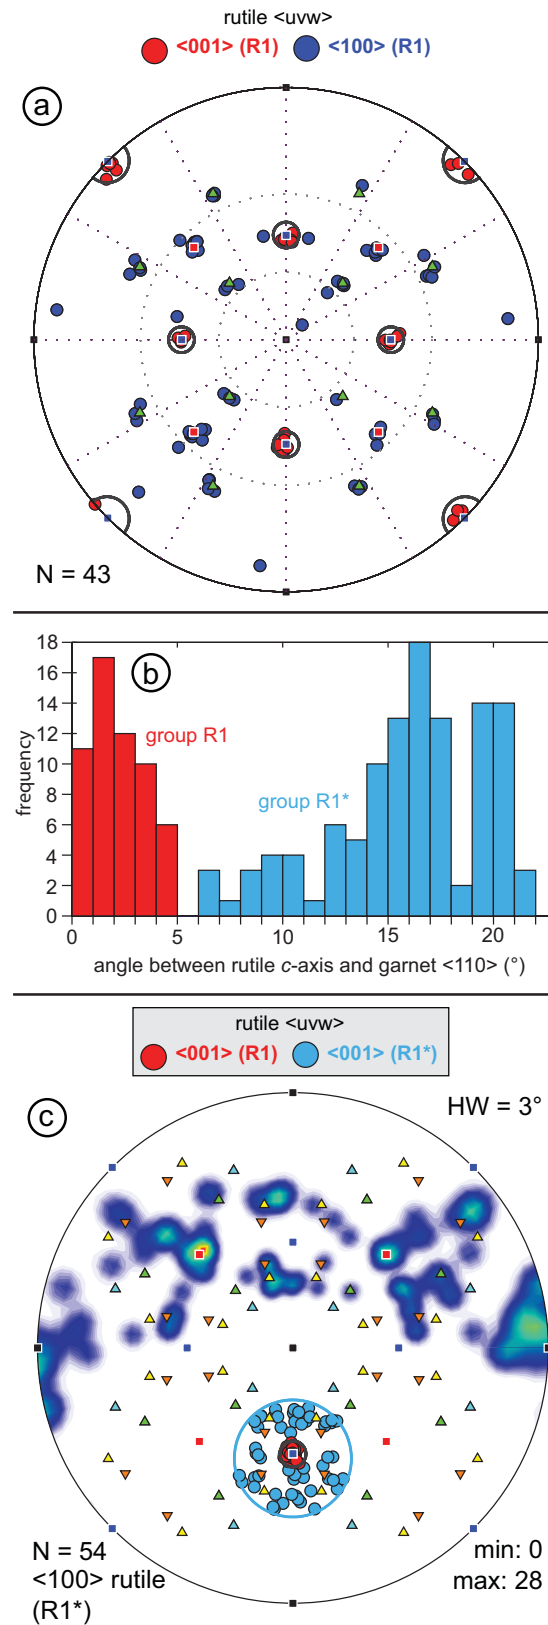 rutile <uvw>
<001> (R1) <100> (R1)
a
N = 43
18
16
14
12
10
8
6
4
2
0
frequency
b
group R1
group R1*
0 5 10 15 20
angle between rutile c-axis and garnet <110> (°)
rutile <uvw>
<001> (R1) <001> (R1*)
c
HW = 3°
N = 54
<100> rutile
(R1*)
min: 0
max: 28